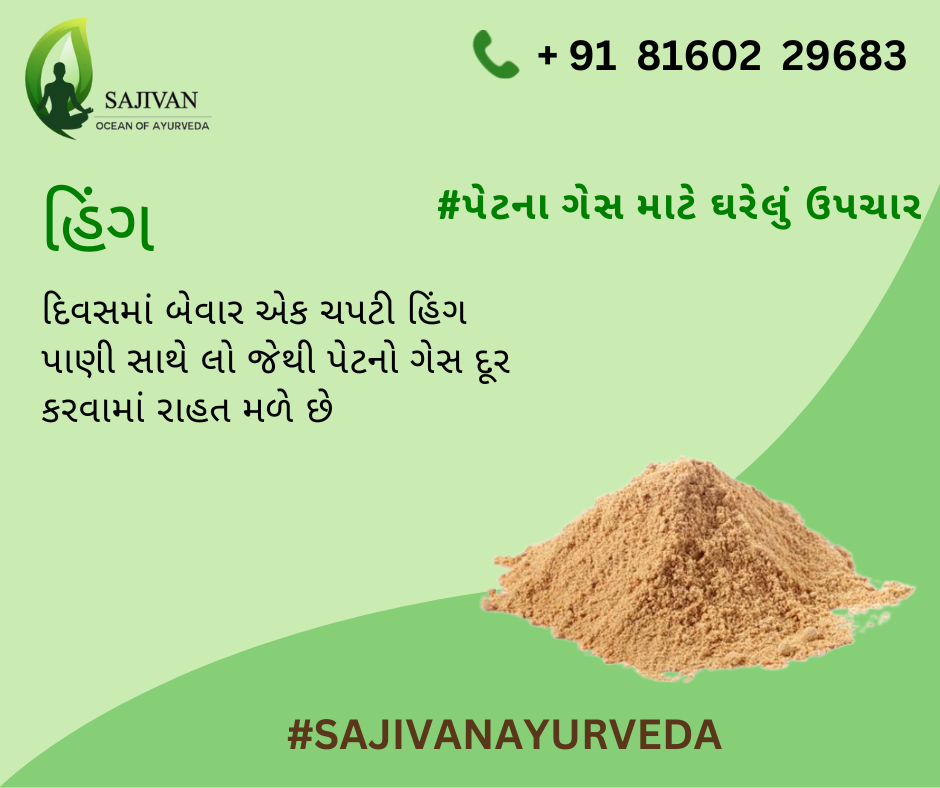 SAJIVAN
OCEAN OF AYURVEDA
+ 91 81602 29683
હિંગ
#પેટના ગેસ માટે ઘરેલું ઉપચાર
દિવસમાં બેવાર એક ચપટી હિંગ
પાણી સાથે લો જેથી પેટનો ગેસ દૂર
કરવામાં રાહત મળે છે
#SAJIVANAYURVEDA